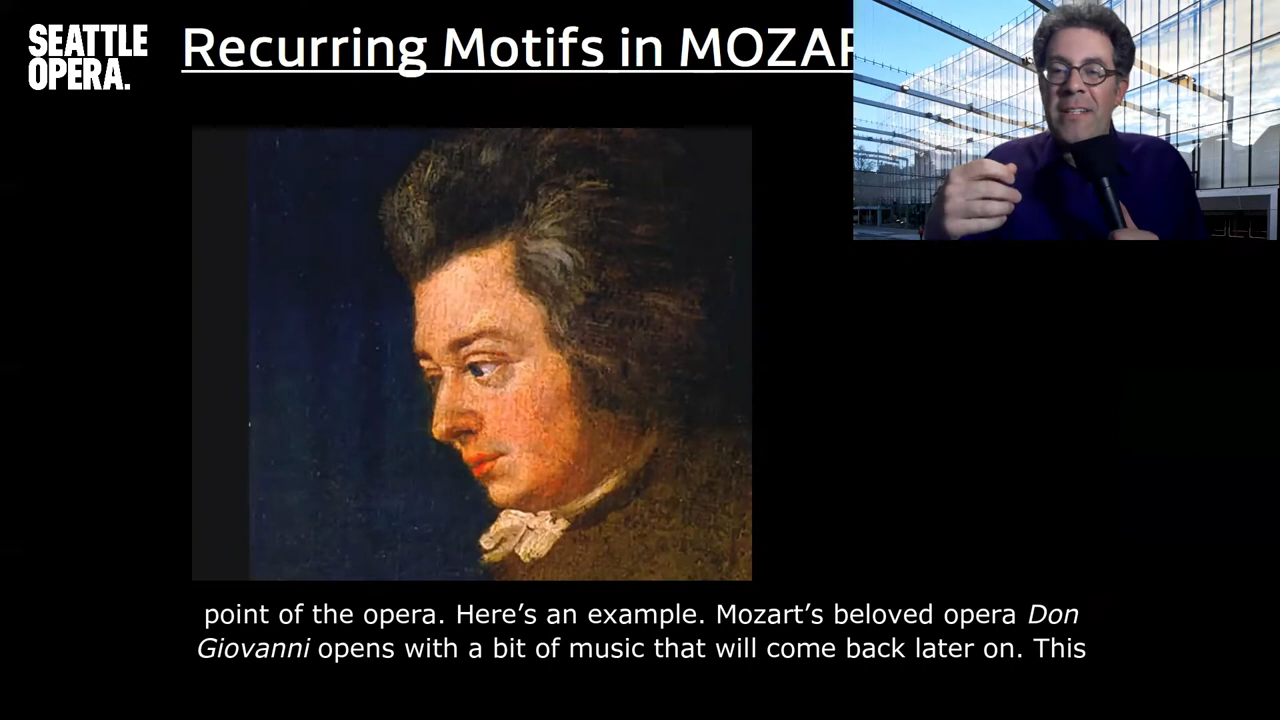 SEATTLE
OPERA.
Recurring Motifs in MOZAR
point of the opera. Here’s an example. Mozart’s beloved opera Don
Giovanni opens with a bit of music that will come back later on. This